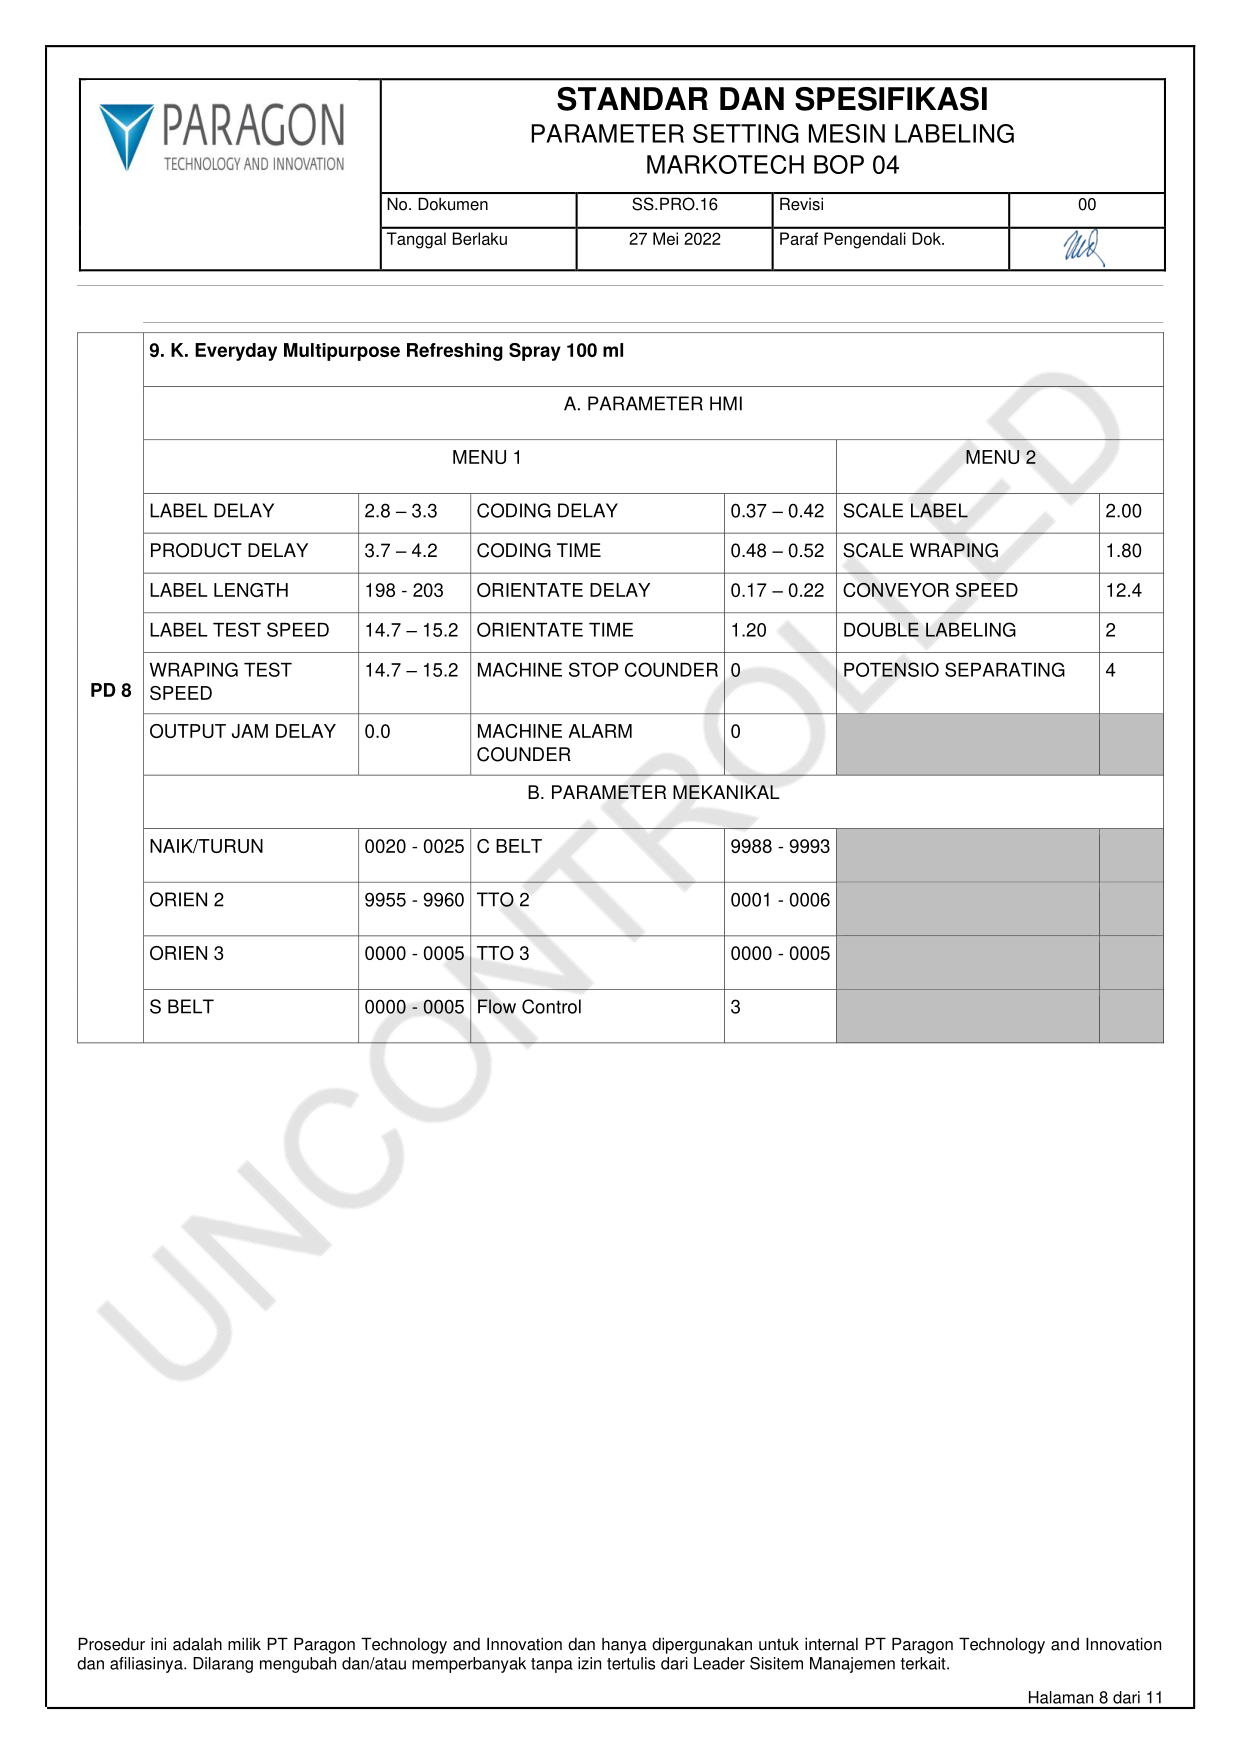 PARAGON
TECHNOLOGY AND INNOVATION
STANDAR DAN SPESIFIKASI
PARAMETER SETTING MESIN LABELING
MARKOTECH BOP 04
No. Dokumen SS.PRO.16 Revisi 00
Tanggal Berlaku 27 Mei 2022 Paraf Pengendali Dok.
PD 8
9. K. Everyday Multipurpose Refreshing Spray 100 ml
A. PARAMETER HMI
MENU 1 MENU 2
LABEL DELAY 2.8 – 3.3 CODING DELAY 0.37 – 0.42 SCALE LABEL 2.00
PRODUCT DELAY 3.7 – 4.2 CODING TIME 0.48 – 0.52 SCALE WRAPING 1.80
LABEL LENGTH 198 - 203 ORIENTATE DELAY 0.17 – 0.22 CONVEYOR SPEED 12.4
LABEL TEST SPEED 14.7 – 15.2 ORIENTATE TIME 1.20 DOUBLE LABELING 2
WRAPING TEST 14.7 – 15.2 MACHINE STOP COUNDER 0 POTENSIO SEPARATING 4
SPEED
OUTPUT JAM DELAY 0.0 MACHINE ALARM 0
COUNDER
B. PARAMETER MEKANIKAL
NAIK/TURUN 0020 - 0025 C BELT 9988 - 9993
ORIEN 2 9955 - 9960 TTO 2 0001 - 0006
ORIEN 3 0000 - 0005 TTO 3 0000 - 0005
S BELT 0000 - 0005 Flow Control 3
UNCONTROLLED
Prosedur ini adalah milik PT Paragon Technology and Innovation dan hanya dipergunakan untuk internal PT Paragon Technology and Innovation
dan afiliasinya. Dilarang mengubah dan/atau memperbanyak tanpa izin tertulis dari Leader Sisitem Manajemen terkait.
Halaman 8 dari 11